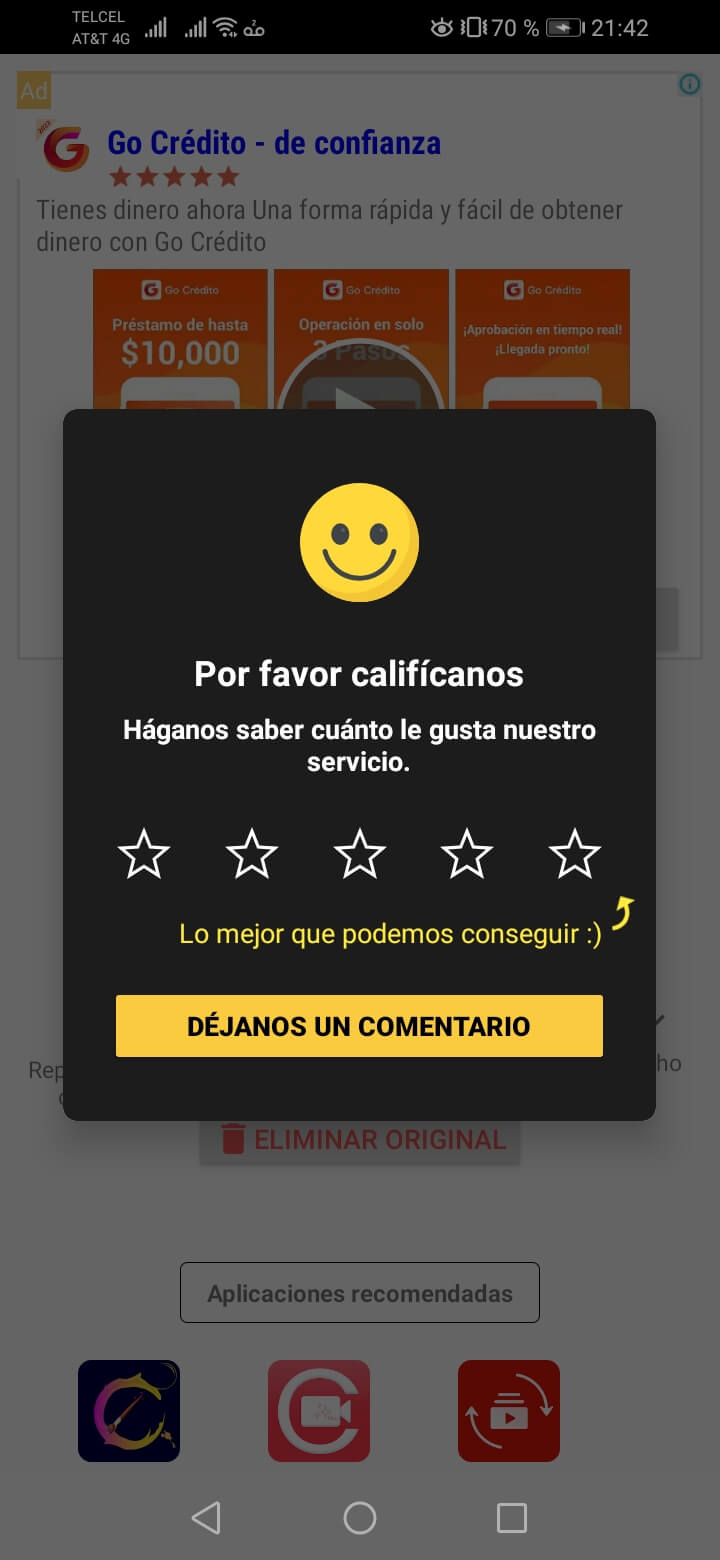 TELCEL
AT&T 4G
70 % 21:42
Ad
Go Crédito - de confianza
Tienes dinero ahora Una forma rápida y fácil de obtener
dinero con Go Crédito
Go Crédito
Préstamo de hasta
$10,000
Go Crédito
Operación en solo
3 Pasos
Go Crédito
¡Aprobación en tiempo real!
¡Llegada pronto!
Por favor califícanos
Háganos saber cuánto le gusta nuestro
servicio.
Lo mejor que podemos conseguir :)
DÉJANOS UN COMENTARIO
ELIMINAR ORIGINAL
Aplicaciones recomendadas